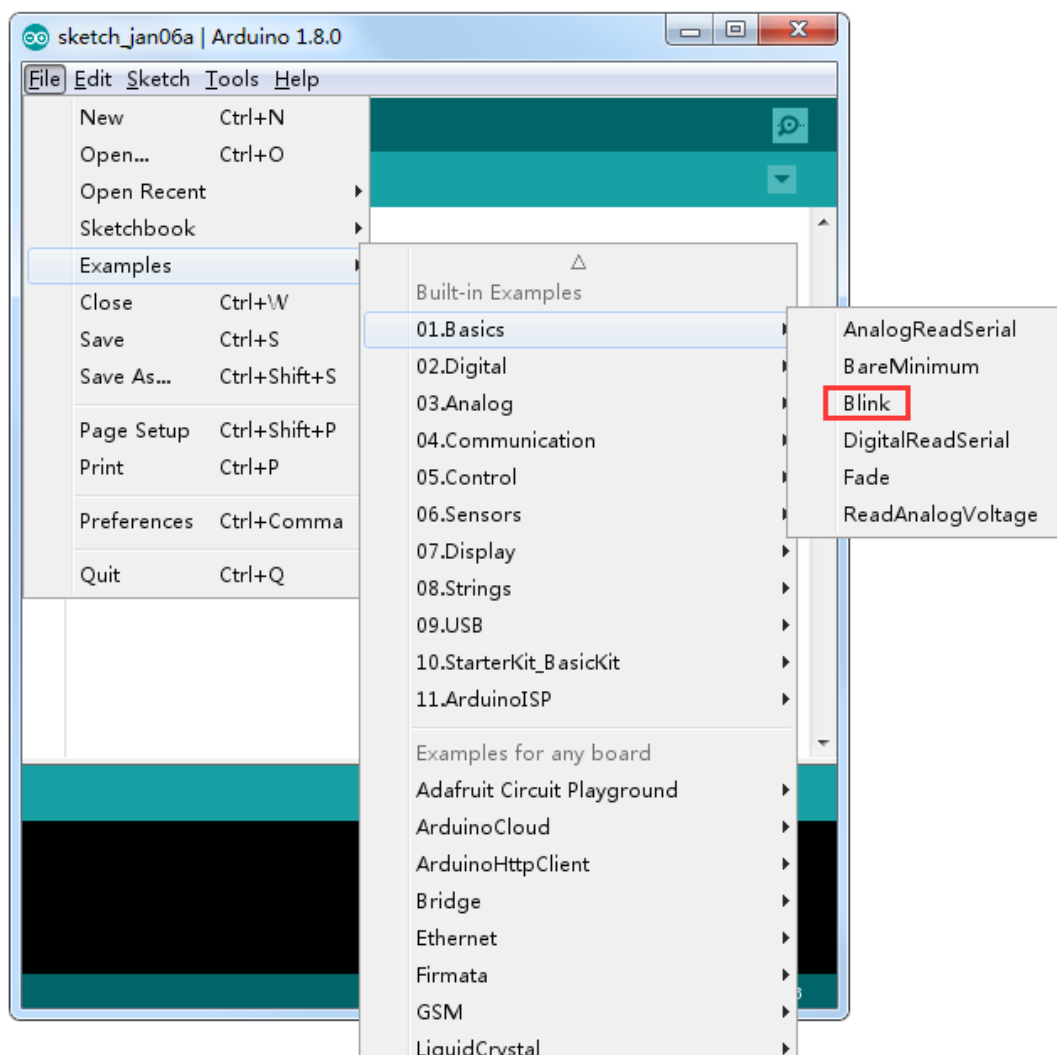 sketch_jan06a | Arduino 1.8.0
File Edit Sketch Tools Help
New Ctrl+N
Open... Ctrl+O
Open Recent
Sketchbook
Examples
Close Ctrl+W
Save Ctrl+S
Save As... Ctrl+Shift+S
Page Setup Ctrl+Shift+P
Print Ctrl+P
Preferences Ctrl+Comma
Quit Ctrl+Q
Built-in Examples
01.Basics
02.Digital
03.Analog
04.Communication
05.Control
06.Sensors
07.Display
08.Strings
09.USB
10.StarterKit_BasicKit
11.ArduinoISP
Examples for any board
Adafruit Circuit Playground
ArduinoCloud
ArduinoHttpClient
Bridge
Ethernet
Firmata
GSM
LiquidCrystal
AnalogReadSerial
BareMinimum
Blink
DigitalReadSerial
Fade
ReadAnalogVoltage